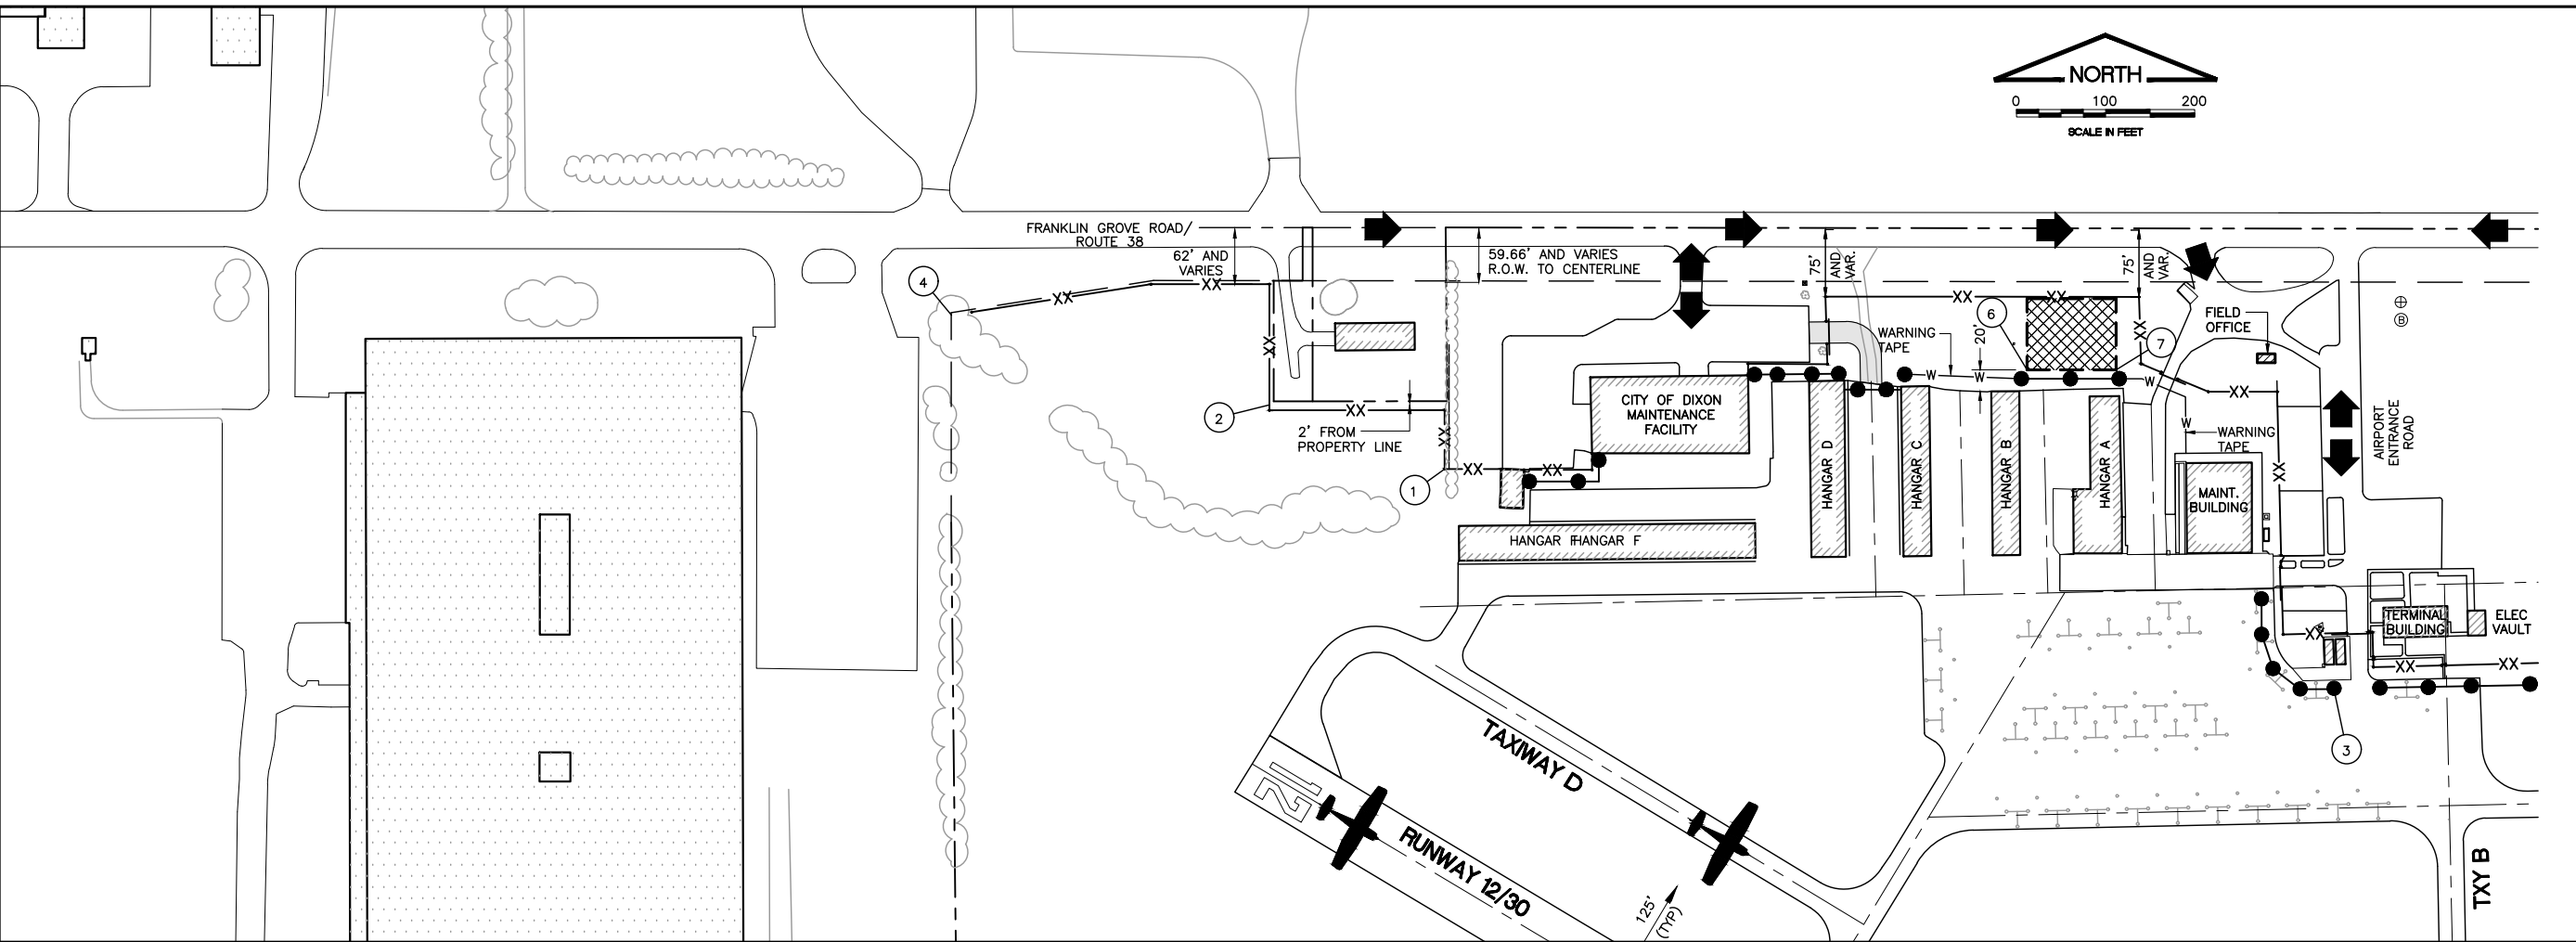 NORTH
0 100 200
SCALE IN FEET
FRANKLIN GROVE ROAD/
ROUTE 38
62' AND
VARIES
59.66' AND VARIES
R.O.W. TO CENTERLINE
75'
AND
VAR.
75'
AND
VAR.
4
XX
XX
XX
XX
XX
6
FIELD
OFFICE
B
WARNING
TAPE
20'
XX
7
XX
W
W
W
XX
2
XX
2' FROM
PROPERTY LINE
CITY OF DIXON
MAINTENANCE
FACILITY
W
WARNING
TAPE
AIRPORT
ENTRANCE
ROAD
XX
1
XX
XX
HANGAR D
HANGAR C
HANGAR B
HANGAR A
XX
MAINT.
BUILDING
HANGAR F
HANGAR F
XX
TERMINAL
BUILDING
ELEC
VAULT
XX
XX
3
TAXIWAY D
12
RUNWAY 12/30
125'
(TYP)
TXY B